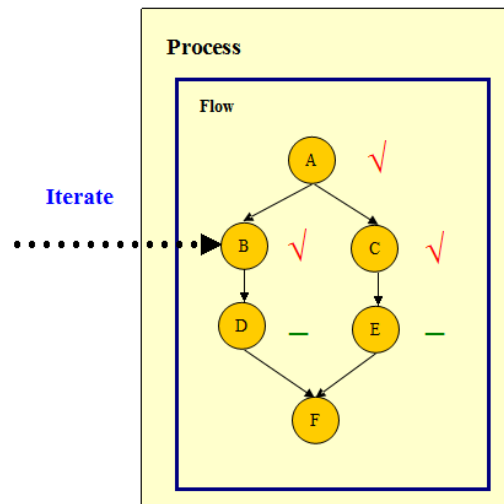 Process
Flow
A √
Iterate
B √ C √
D – E –
F